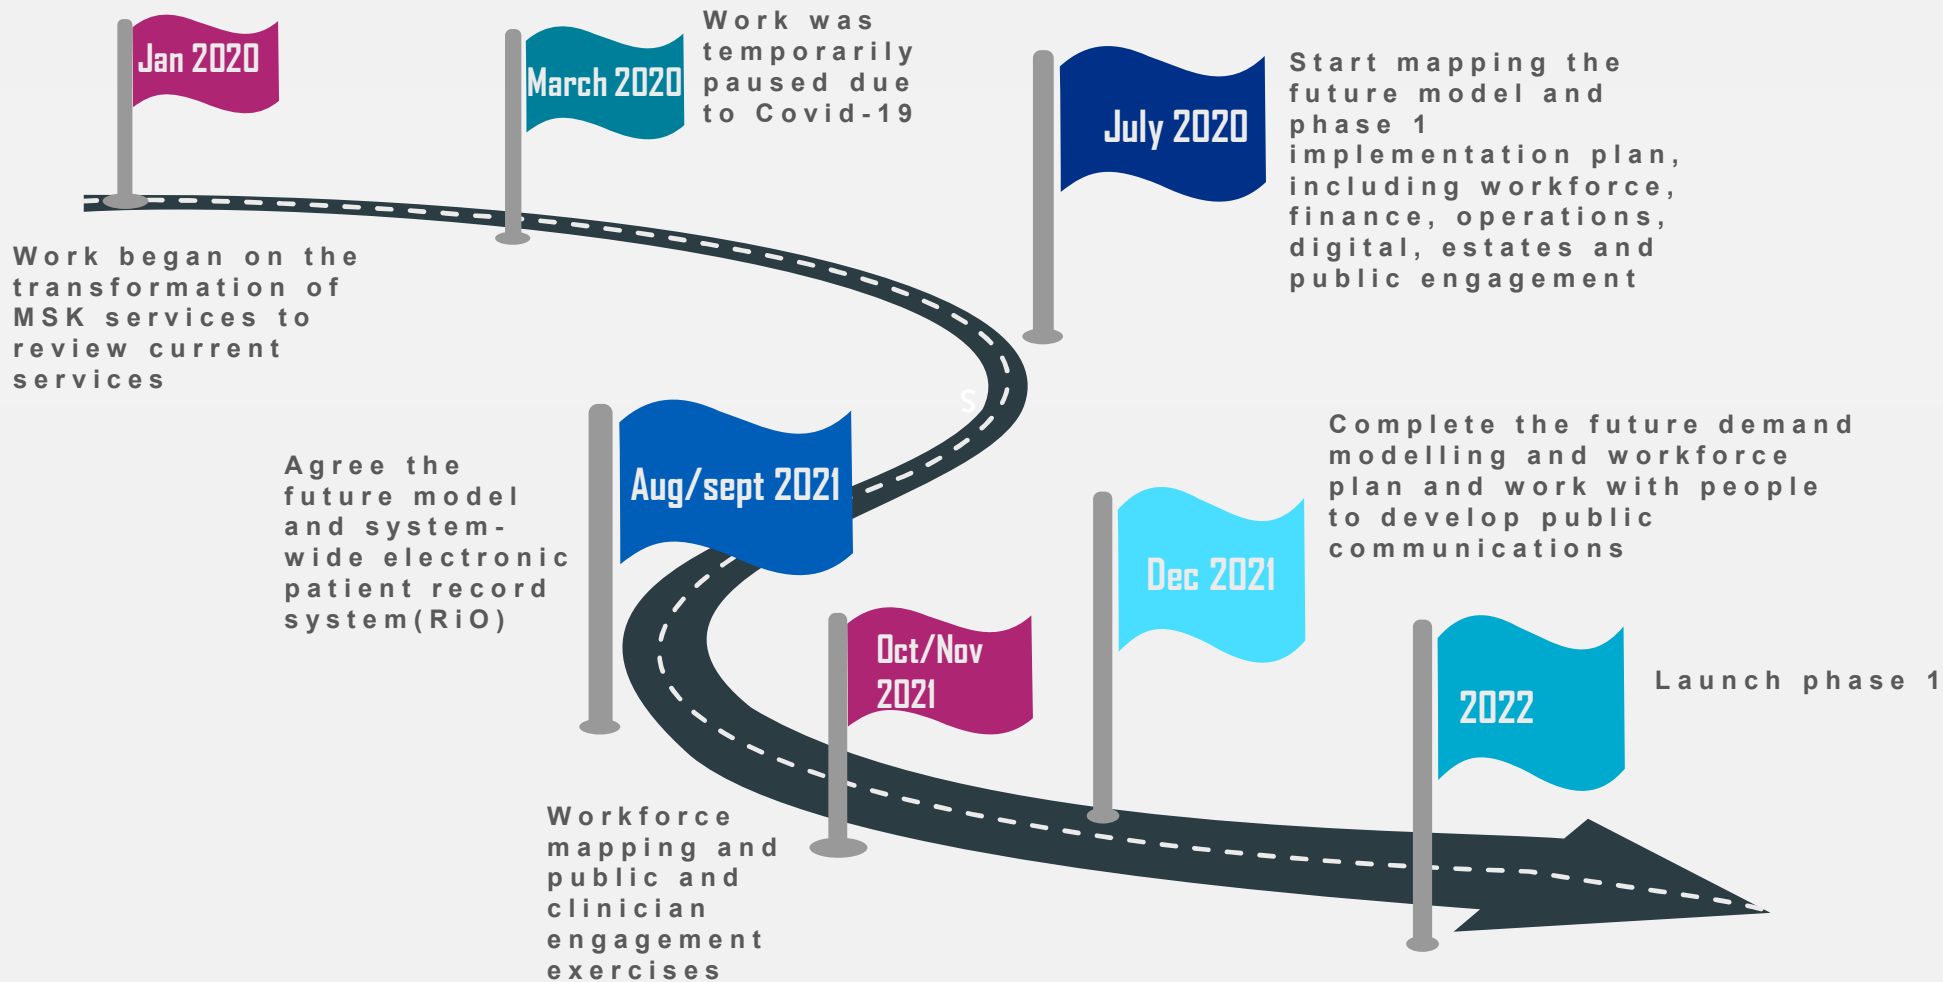 Jan 2020
Work began on the
transformation of
MSK services to
review current
services
March 2020
Work was
temporarily
paused due
to Covid-19
July 2020
Start mapping the
future model and
phase 1
implementation plan,
including workforce,
finance, operations,
digital, estates and
public engagement
s
Aug/sept 2021
Agree the
future model
and system-
wide electronic
patient record
system(RiO)
Oct/Nov
2021
Workforce
mapping and
public and
clinician
engagement
exercises
Dec 2021
Complete the future demand
modelling and workforce
plan and work with people
to develop public
communications
2022
Launch phase 1